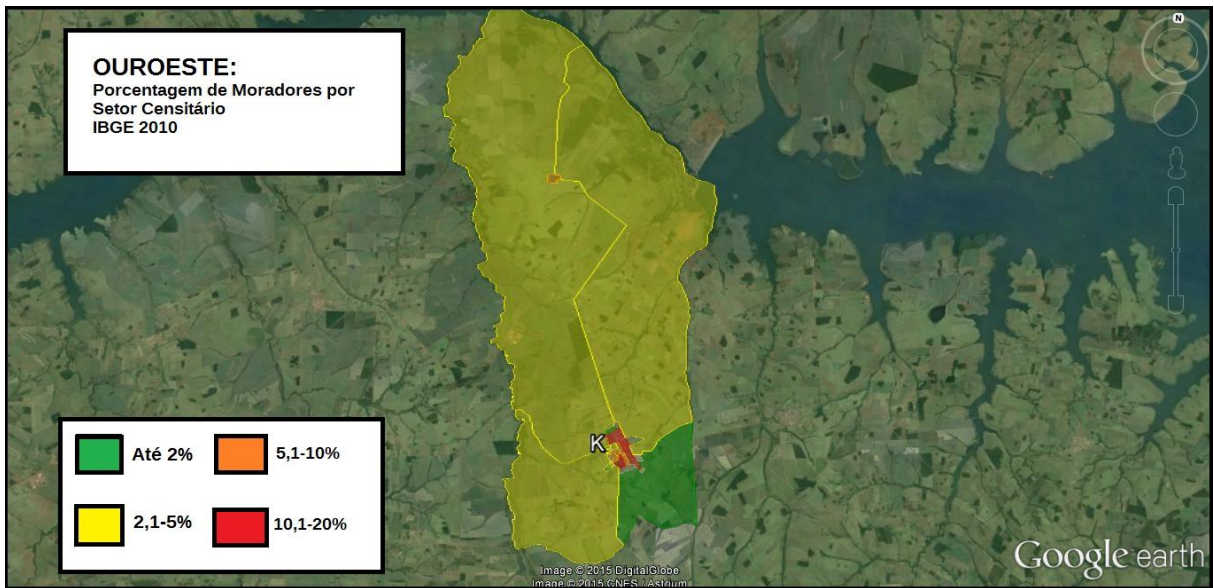 OUROESTE:
Porcentagem de Moradores por
Setor Censitário
IBGE 2010
N
K
Até 2%
5,1-10%
2,1-5%
10,1-20%
Image © 2015 DigitalGlobe
Image © 2015 CNES / Astrium
Google earth